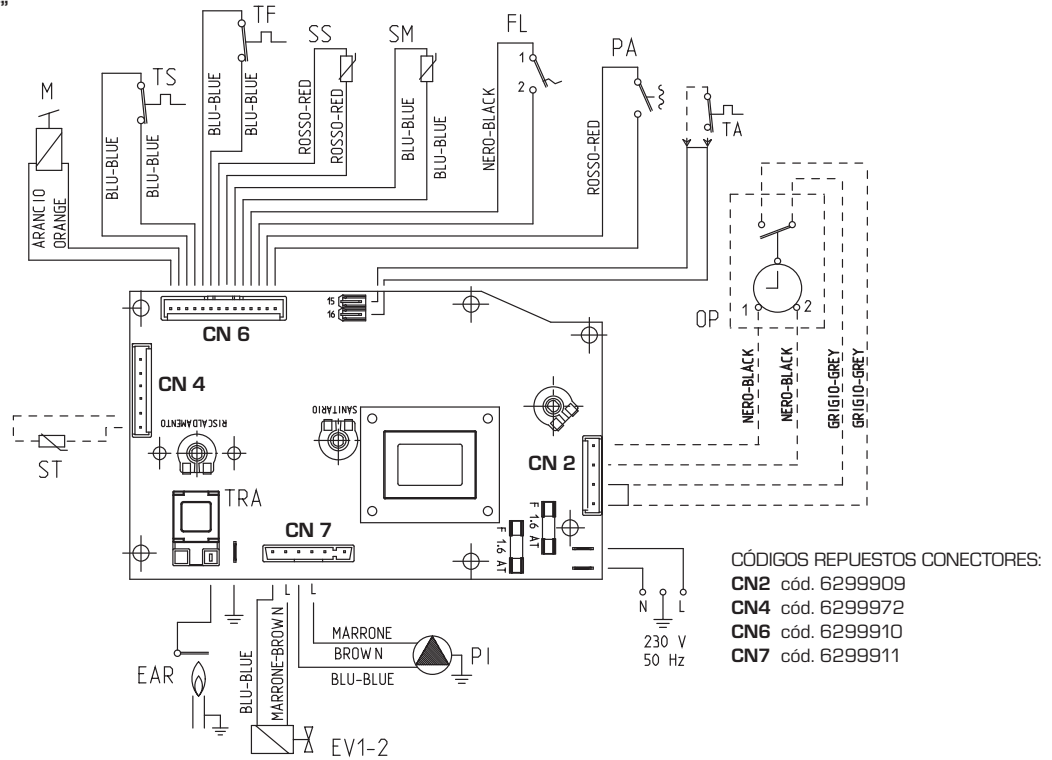 ”
TF
SS
SM
FL
PA
TS
M
TA
1
2
BLU-BLUE
BLU-BLUE
BLU-BLUE
BLU-BLUE
ROSSO-RED
ROSSO-RED
BLU-BLUE
BLU-BLUE
NERO-BLACK
ROSSO-RED
ARANCIO
ORANGE
15
16
CN 6
OP
1
2
NERO-BLACK
NERO-BLACK
GRIGIO-GREY
GRIGIO-GREY
CN 4
RISCALDAMENTO
SANITARIO
CN 2
ST
TRA
CN 7
F 1.6 AT
F 1.6 AT
L
L
N
L
230 V
50 Hz
MARRONE
BROWN
BLU-BLUE
PI
EAR
BLU-BLUE
MARRONE-BROWN
EV1-2
CÓDIGOS REPUESTOS CONECTORES:
CN2 cód. 6299909
CN4 cód. 6299972
CN6 cód. 6299910
CN7 cód. 6299911